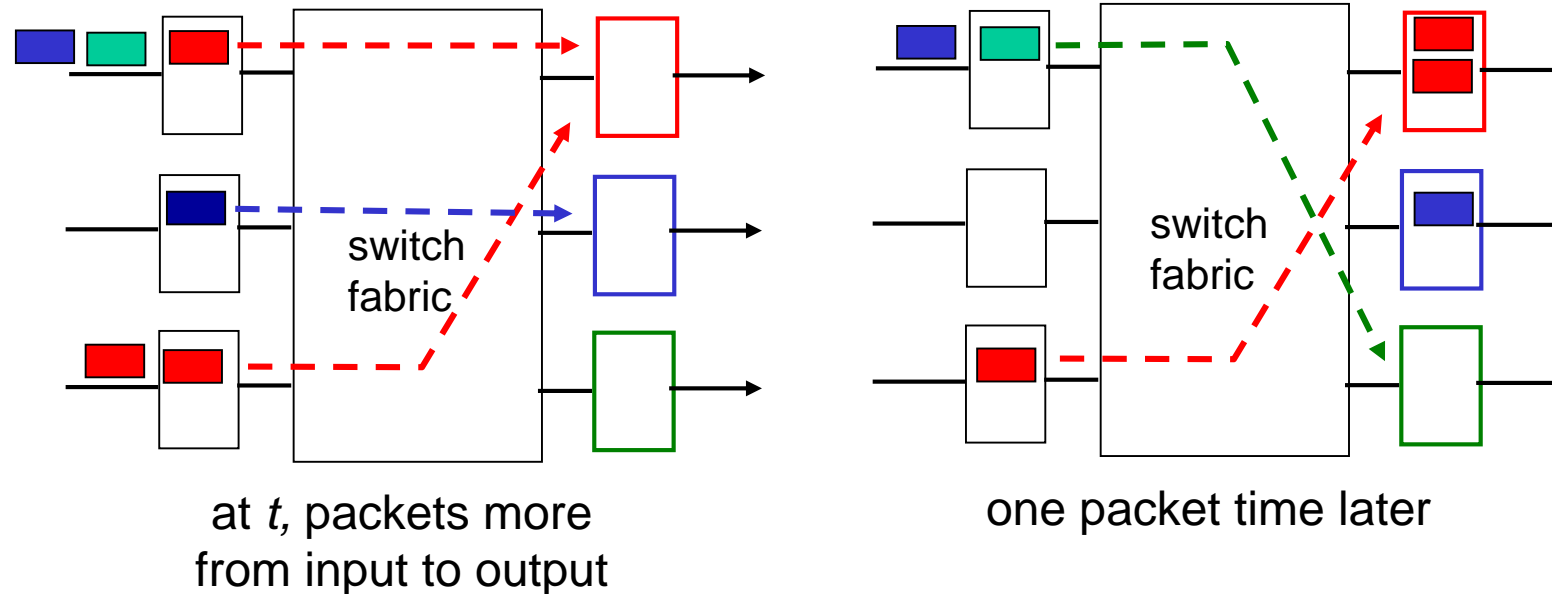 switch
fabric
at t, packets more
from input to output
switch
fabric
one packet time later